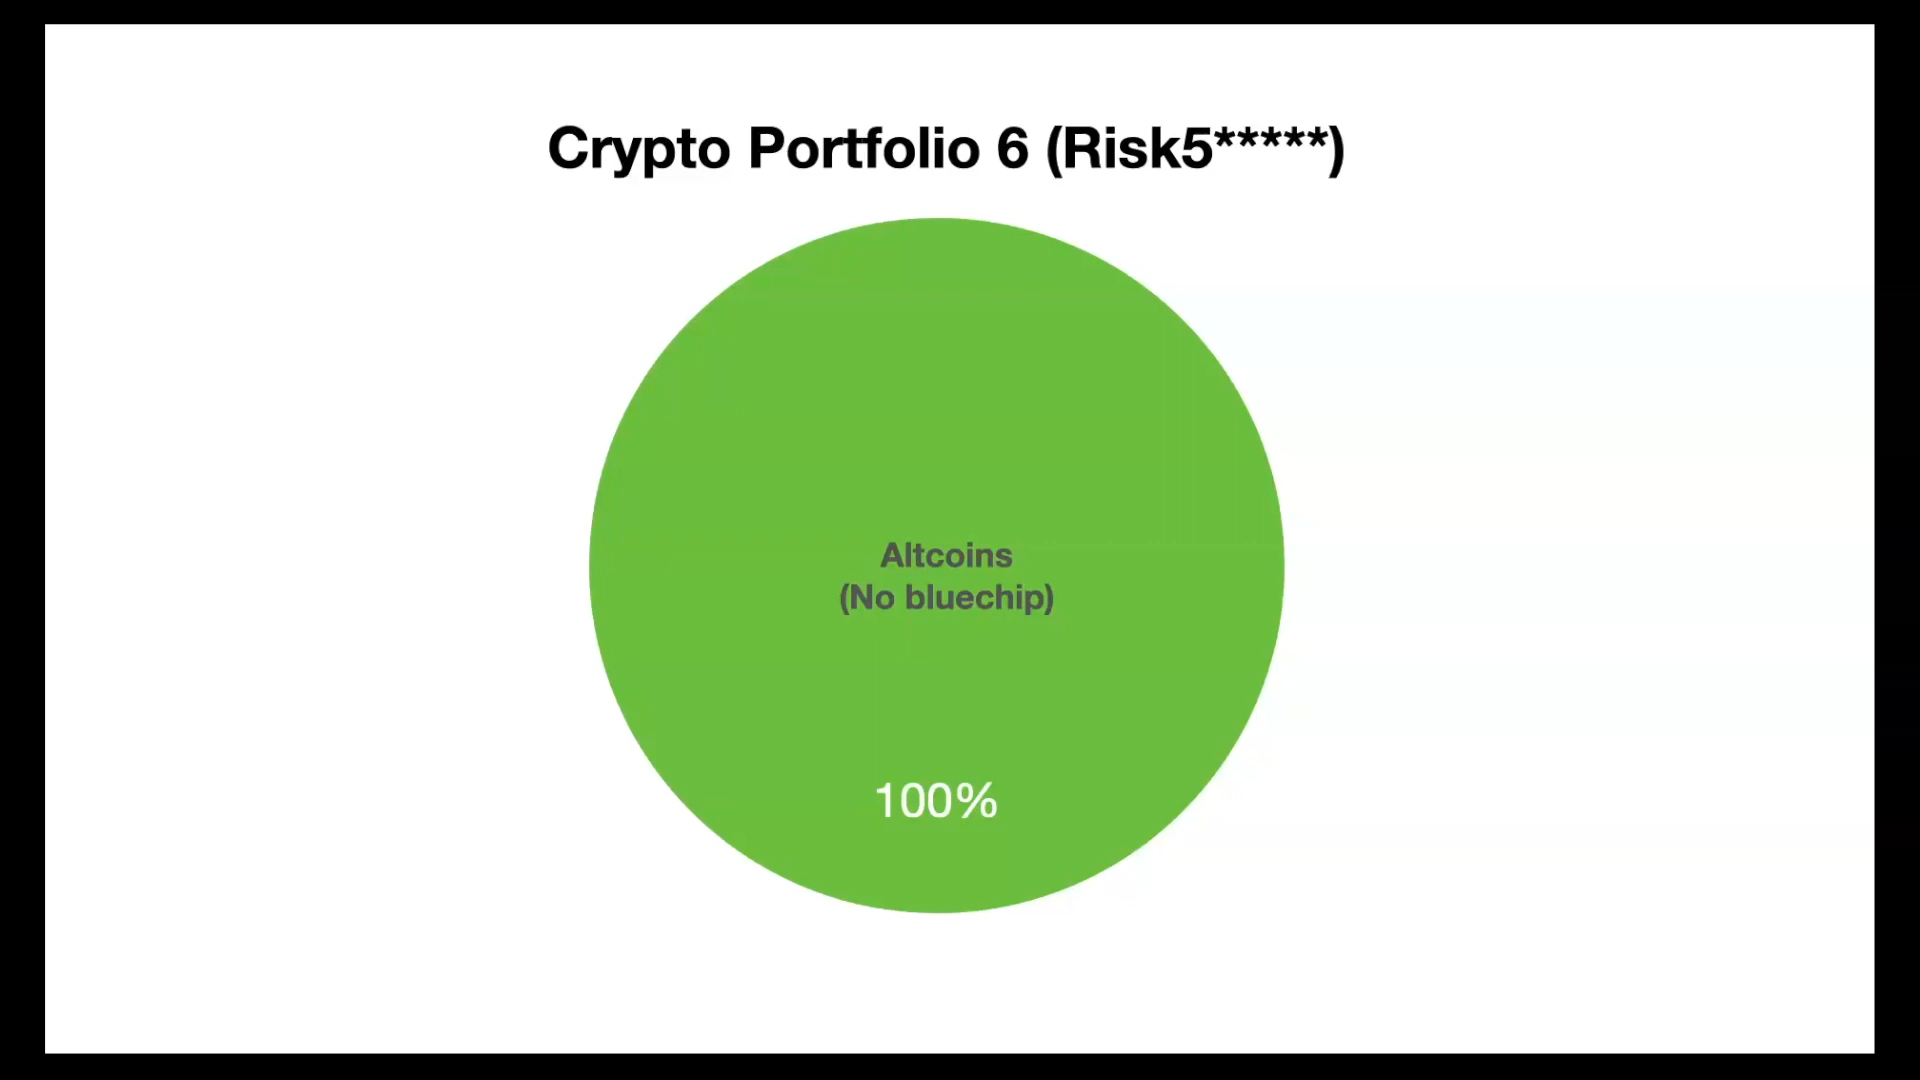 Crypto Portfolio 6 (Risk5*****)
Altcoins
(No bluechip)
100%